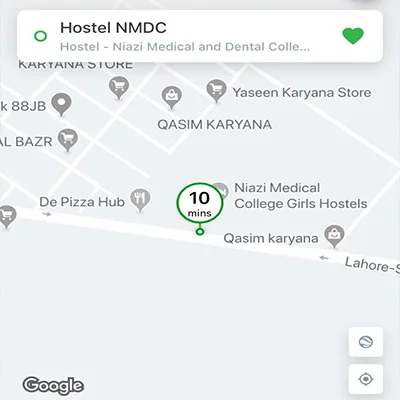 Hostel NMDC
Hostel - Niazi Medical and Dental Colle...
KARYANA STORE
Yaseen Karyana Store
k 88JB
QASIM KARYANA
AL BAZR
Niazi Medical
College Girls Hostels
De Pizza Hub
10
mins
Qasim karyana
Lahore-S
Google